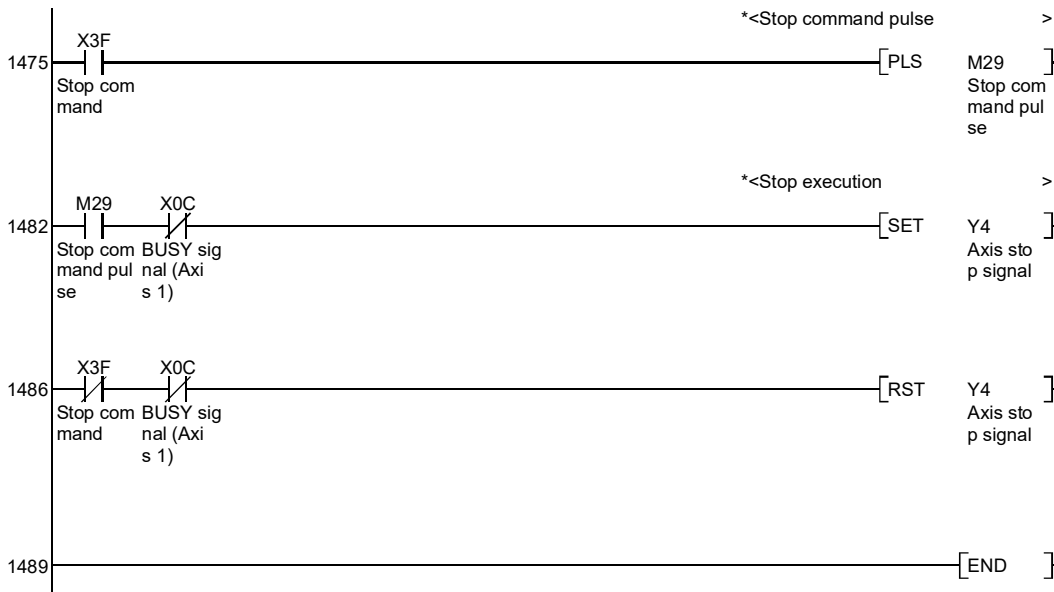 *<Stop command pulse >
X3F
1475 PLS M29
Stop com Stop com
mand mand pul
se
*<Stop execution >
M29 X0C
1482 SET Y4
Stop com BUSY sig Axis sto
mand pul nal (Axi p signal
se s 1)
X3F X0C
1486 RST Y4
Stop com BUSY sig Axis sto
mand nal (Axi p signal
s 1)
1489 END